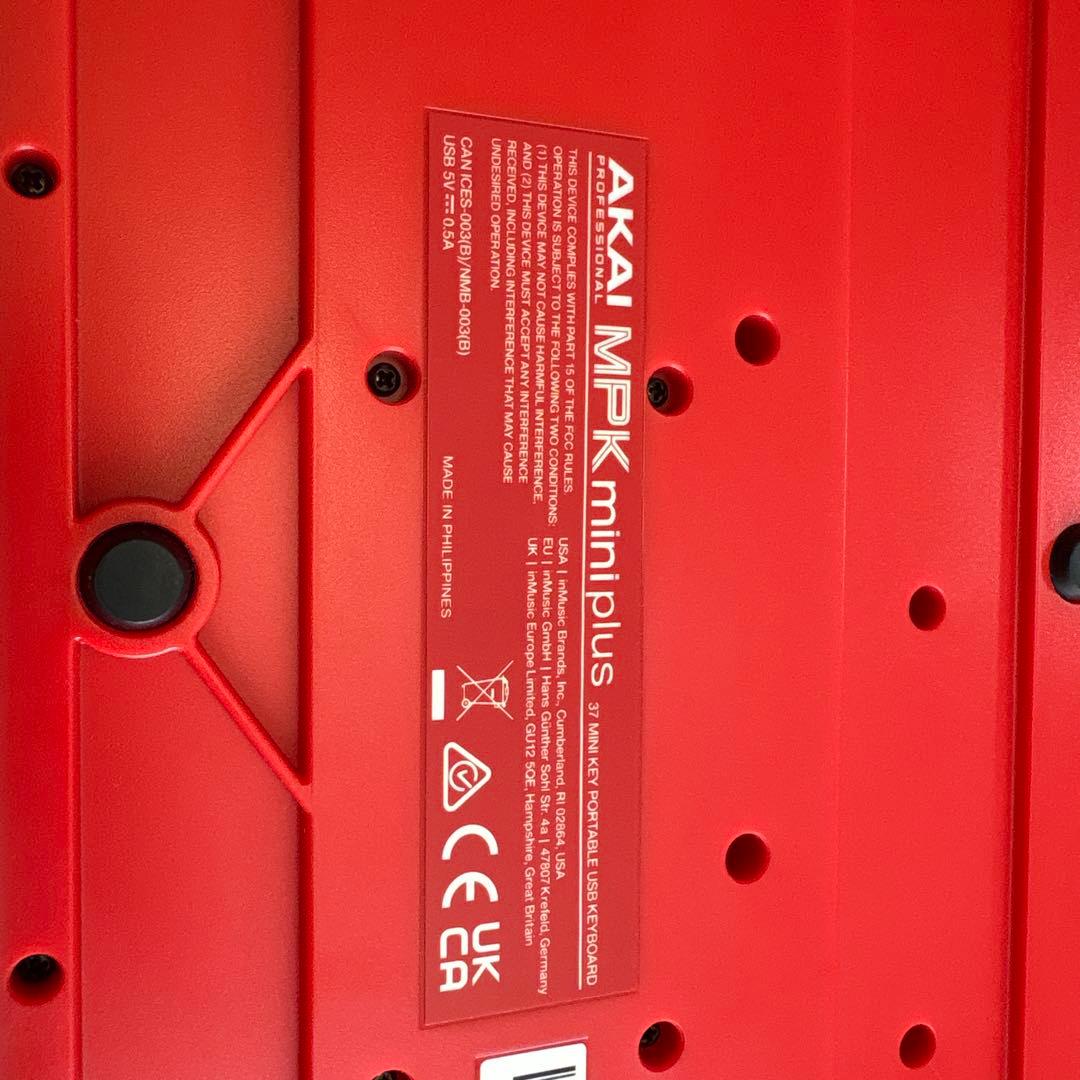 AKAI MPK mini plus 37 MINI KEY PORTABLE USB KEYBOARD
PROFESSIONAL
THIS DEVICE COMPLIES WITH PART 15 OF THE FCC RULES.
OPERATION IS SUBJECT TO THE FOLLOWING TWO CONDITIONS:
(1) THIS DEVICE MAY NOT CAUSE HARMFUL INTERFERENCE,
AND (2) THIS DEVICE MUST ACCEPT ANY INTERFERENCE
RECEIVED, INCLUDING INTERFERENCE THAT MAY CAUSE
UNDESIRED OPERATION.
USA | inMusic Brands, Inc., Cumberland, RI 02864, USA
EU | inMusic GmbH | Hans Günther Sohl Str. 4a | 47807 Krefeld, Germany
UK | inMusic Europe Limited, GU12 5QE, Hampshire, Great Britain
CAN ICES-003(B)/NMB-003(B)
USB 5V ⎓ 0.5A
MADE IN PHILIPPINES
CE
UK
CA